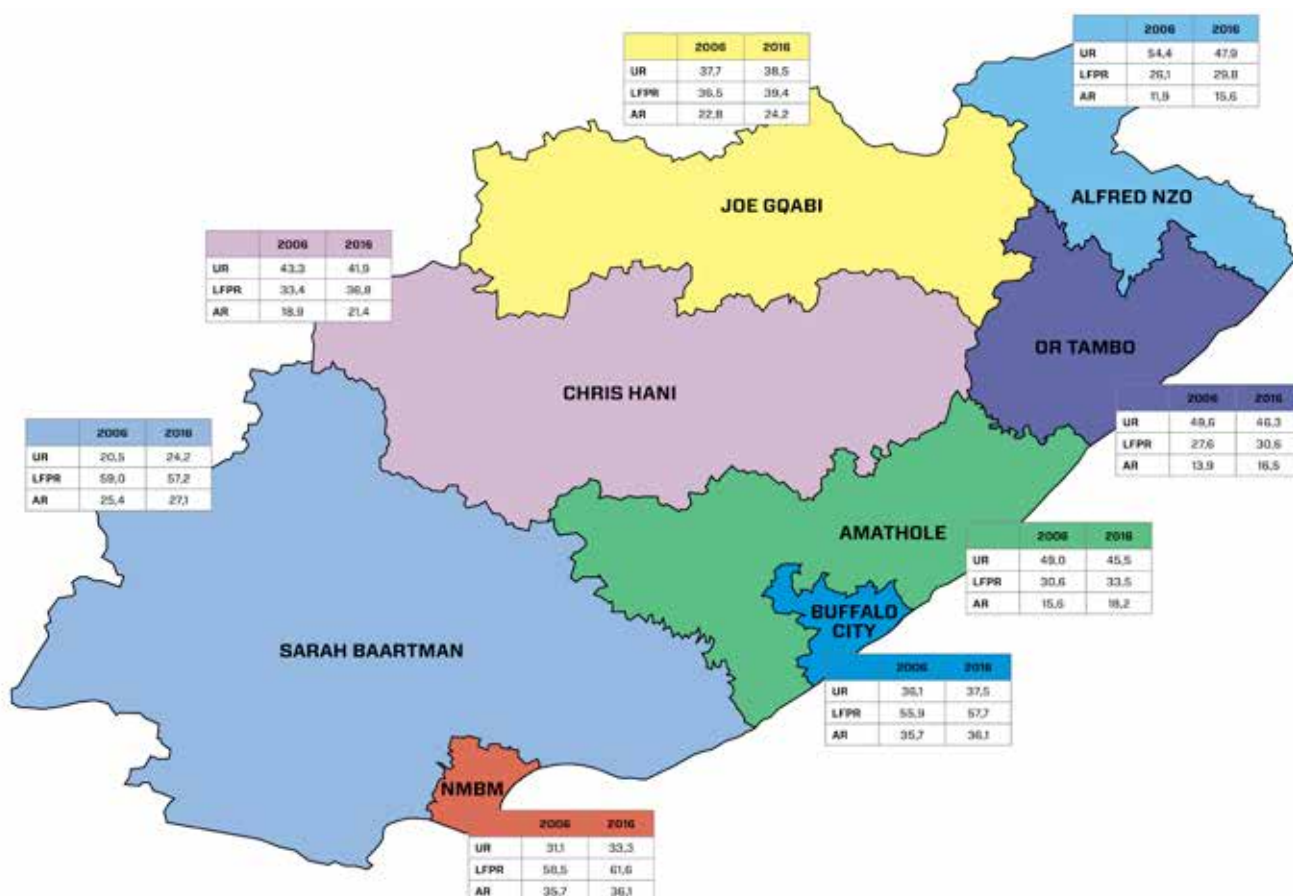 2006 2016
UR 54,4 47,9
LFPR 26,1 29,8
AR 11,9 15,6
2006 2016
UR 37,7 38,5
LFPR 36,5 39,4
AR 22,8 24,2
JOE GQABI
ALFRED NZO
2006 2016
UR 43,3 41,9
LFPR 33,4 36,8
AR 18,9 21,4
OR TAMBO
CHRIS HANI
2006 2016
UR 49,6 46,3
LFPR 27,6 30,6
AR 13,9 16,5
2006 2016
UR 20,5 24,2
LFPR 59,0 57,2
AR 25,4 27,1
AMATHOLE
2006 2016
UR 49,0 45,5
LFPR 30,6 33,5
AR 15,6 18,2
BUFFALO
CITY
SARAH BAARTMAN
2006 2016
UR 36,1 37,5
LFPR 55,9 57,7
AR 35,7 36,1
NMBM
2006 2016
UR 31,1 33,3
LFPR 58,5 61,6
AR 35,7 36,1